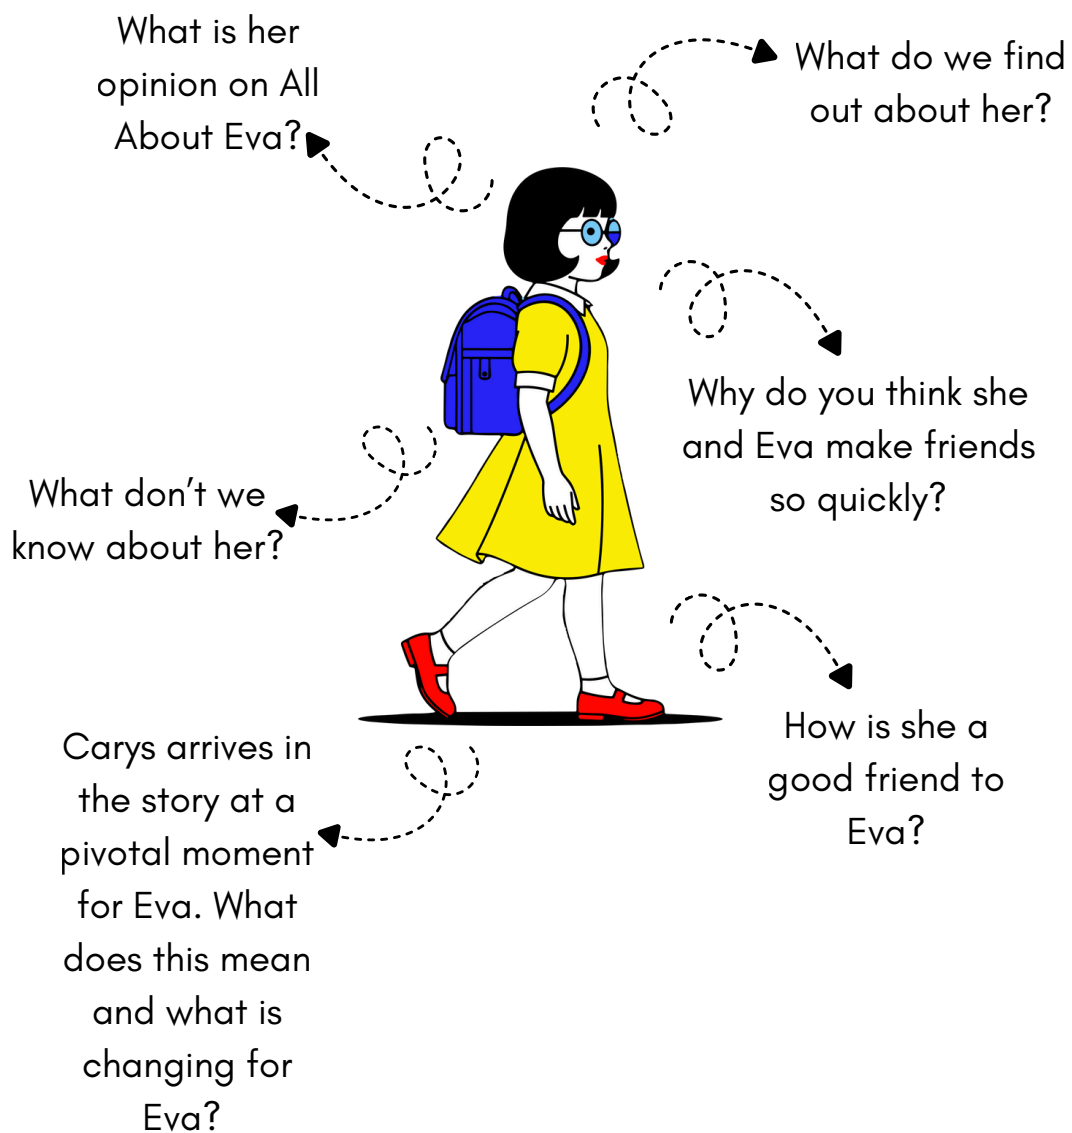 What is her
opinion on All
About Eva?
What do we find
out about her?
Why do you think she
and Eva make friends
so quickly?
What don’t we
know about her?
How is she a
good friend to
Eva?
Carys arrives in
the story at a
pivotal moment
for Eva. What
does this mean
and what is
changing for
Eva?